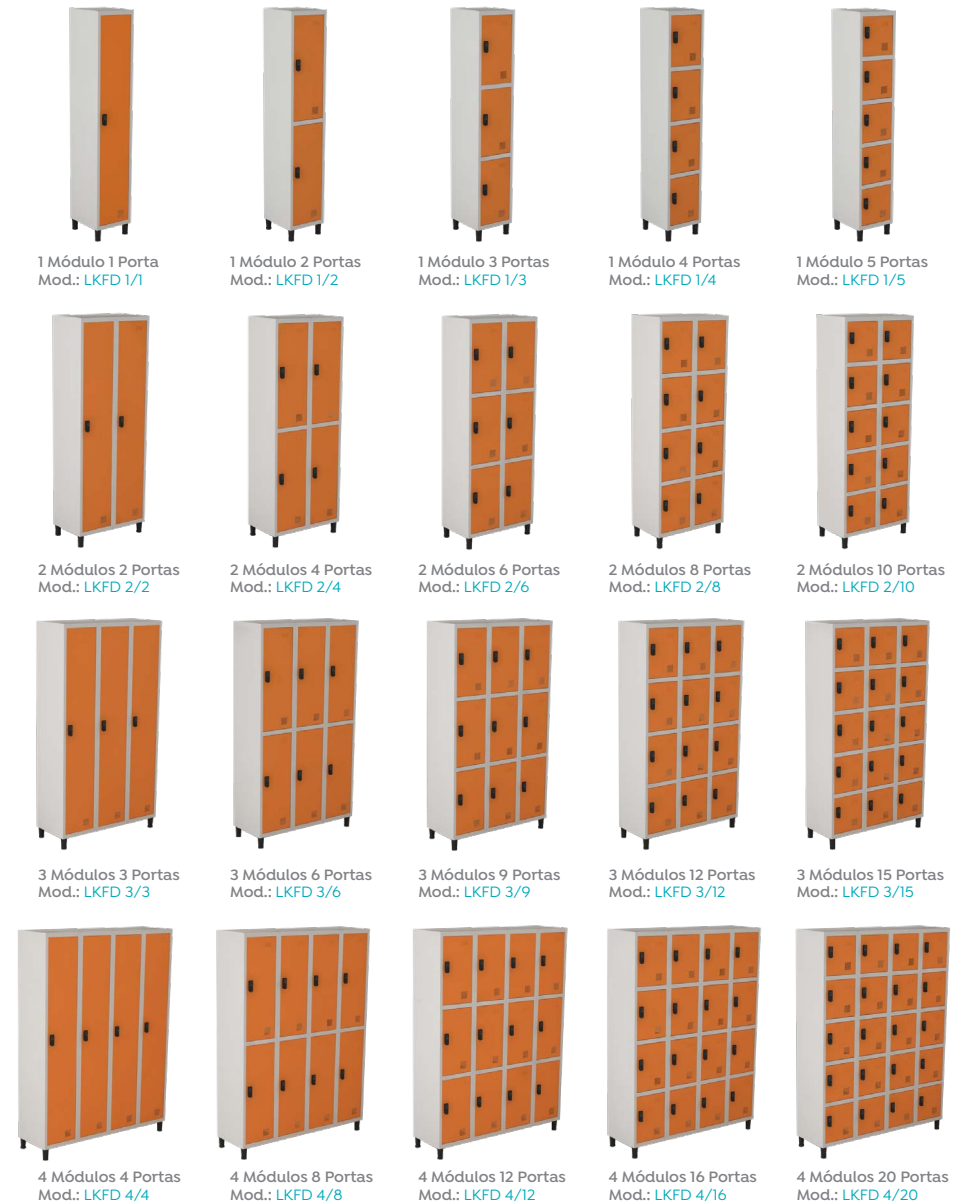 1 Módulo 1 Porta
Mod.: LKFD 1/1
1 Módulo 2 Portas
Mod.: LKFD 1/2
1 Módulo 3 Portas
Mod.: LKFD 1/3
1 Módulo 4 Portas
Mod.: LKFD 1/4
1 Módulo 5 Portas
Mod.: LKFD 1/5
2 Módulos 2 Portas
Mod.: LKFD 2/2
2 Módulos 4 Portas
Mod.: LKFD 2/4
2 Módulos 6 Portas
Mod.: LKFD 2/6
2 Módulos 8 Portas
Mod.: LKFD 2/8
2 Módulos 10 Portas
Mod.: LKFD 2/10
3 Módulos 3 Portas
Mod.: LKFD 3/3
3 Módulos 6 Portas
Mod.: LKFD 3/6
3 Módulos 9 Portas
Mod.: LKFD 3/9
3 Módulos 12 Portas
Mod.: LKFD 3/12
3 Módulos 15 Portas
Mod.: LKFD 3/15
4 Módulos 4 Portas
Mod.: LKFD 4/4
4 Módulos 8 Portas
Mod.: LKFD 4/8
4 Módulos 12 Portas
Mod.: LKFD 4/12
4 Módulos 16 Portas
Mod.: LKFD 4/16
4 Módulos 20 Portas
Mod.: LKFD 4/20